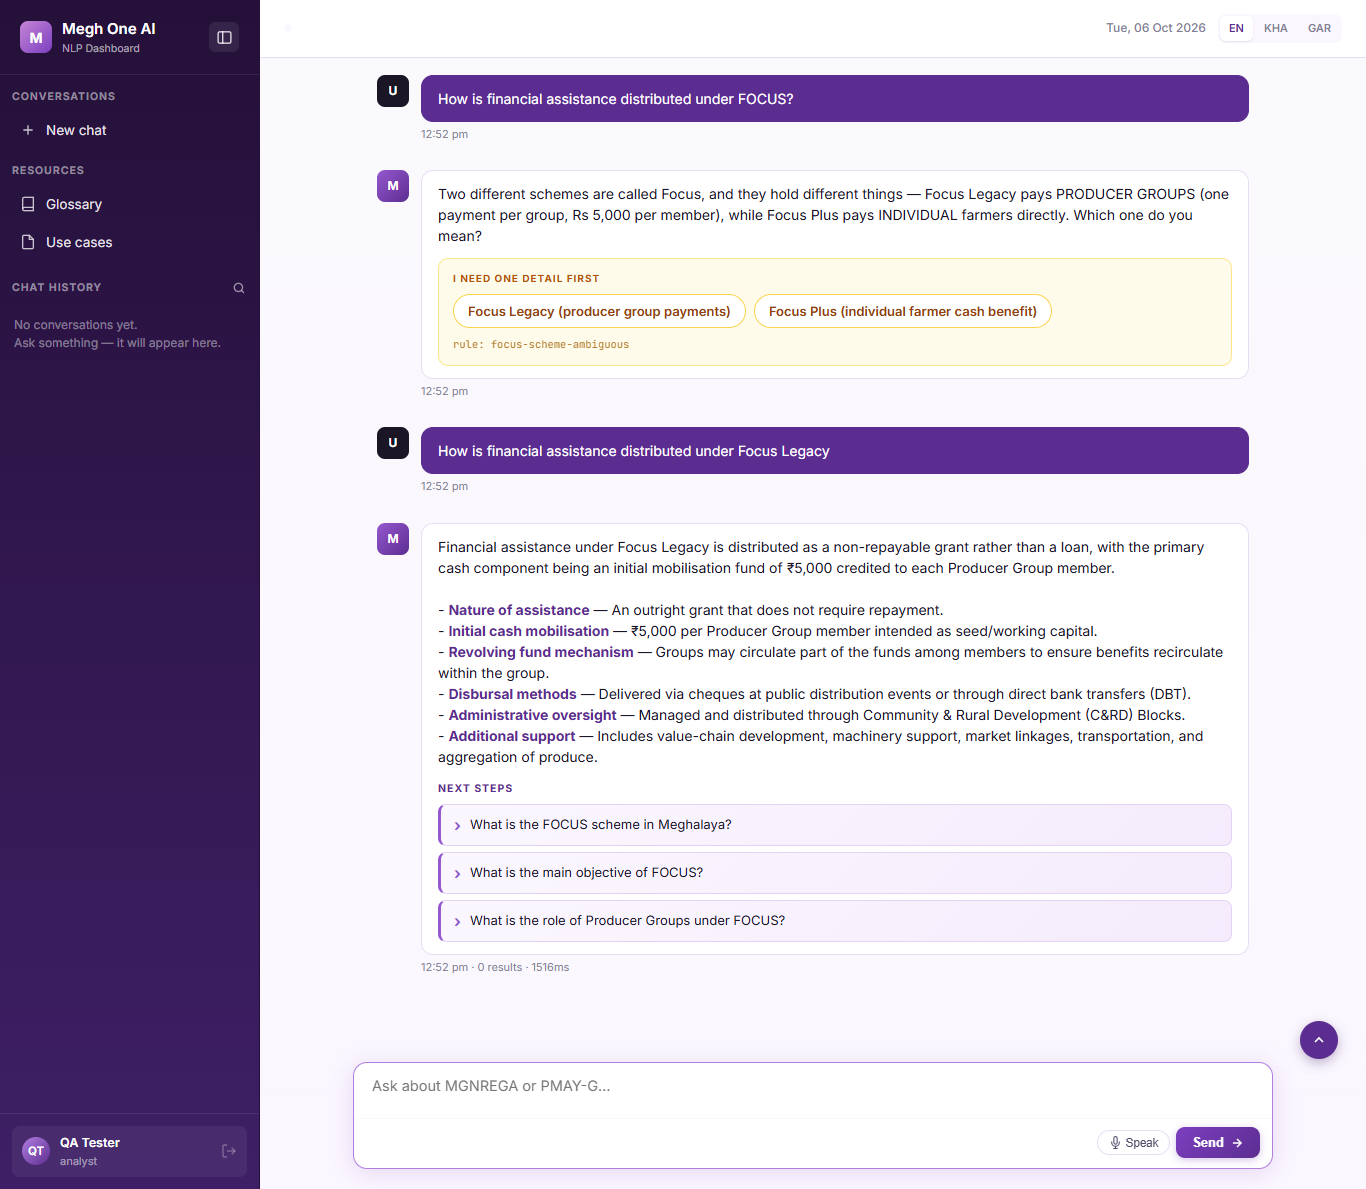 M
Megh One AI
NLP Dashboard
CONVERSATIONS
+ New chat
RESOURCES
Glossary
Use cases
CHAT HISTORY
No conversations yet.
Ask something — it will appear here.
QT
QA Tester
analyst
Tue, 06 Oct 2026
EN
KHA
GAR
U
How is financial assistance distributed under FOCUS?
12:52 pm
M
Two different schemes are called Focus, and they hold different things — Focus Legacy pays PRODUCER GROUPS (one
payment per group, Rs 5,000 per member), while Focus Plus pays INDIVIDUAL farmers directly. Which one do you
mean?
I NEED ONE DETAIL FIRST
Focus Legacy (producer group payments)
Focus Plus (individual farmer cash benefit)
rule: focus-scheme-ambiguous
12:52 pm
U
How is financial assistance distributed under Focus Legacy
12:52 pm
M
Financial assistance under Focus Legacy is distributed as a non-repayable grant rather than a loan, with the primary
cash component being an initial mobilisation fund of ₹5,000 credited to each Producer Group member.
- Nature of assistance — An outright grant that does not require repayment.
- Initial cash mobilisation — ₹5,000 per Producer Group member intended as seed/working capital.
- Revolving fund mechanism — Groups may circulate part of the funds among members to ensure benefits recirculate
within the group.
- Disbursal methods — Delivered via cheques at public distribution events or through direct bank transfers (DBT).
- Administrative oversight — Managed and distributed through Community & Rural Development (C&RD) Blocks.
- Additional support — Includes value-chain development, machinery support, market linkages, transportation, and
aggregation of produce.
NEXT STEPS
› What is the FOCUS scheme in Meghalaya?
› What is the main objective of FOCUS?
› What is the role of Producer Groups under FOCUS?
12:52 pm · 0 results · 1516ms
Ask about MGNREGA or PMAY-G...
Speak
Send →